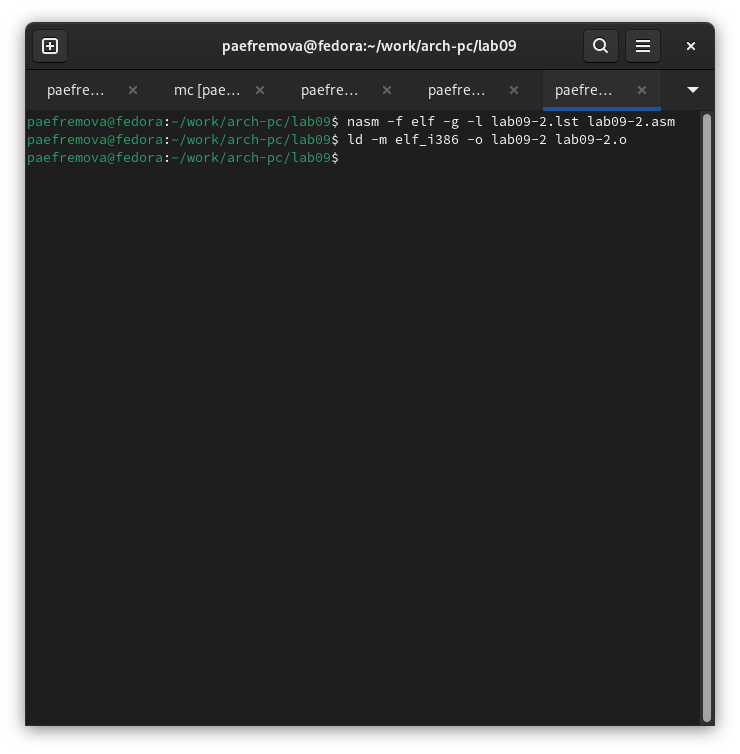 paefremova@fedora:~/work/arch-pc/lab09
paefre… mc [pae… paefre… paefre… paefre…
paefremova@fedora:~/work/arch-pc/lab09$ nasm -f elf -g -l lab09-2.lst lab09-2.asm
paefremova@fedora:~/work/arch-pc/lab09$ ld -m elf_i386 -o lab09-2 lab09-2.o
paefremova@fedora:~/work/arch-pc/lab09$